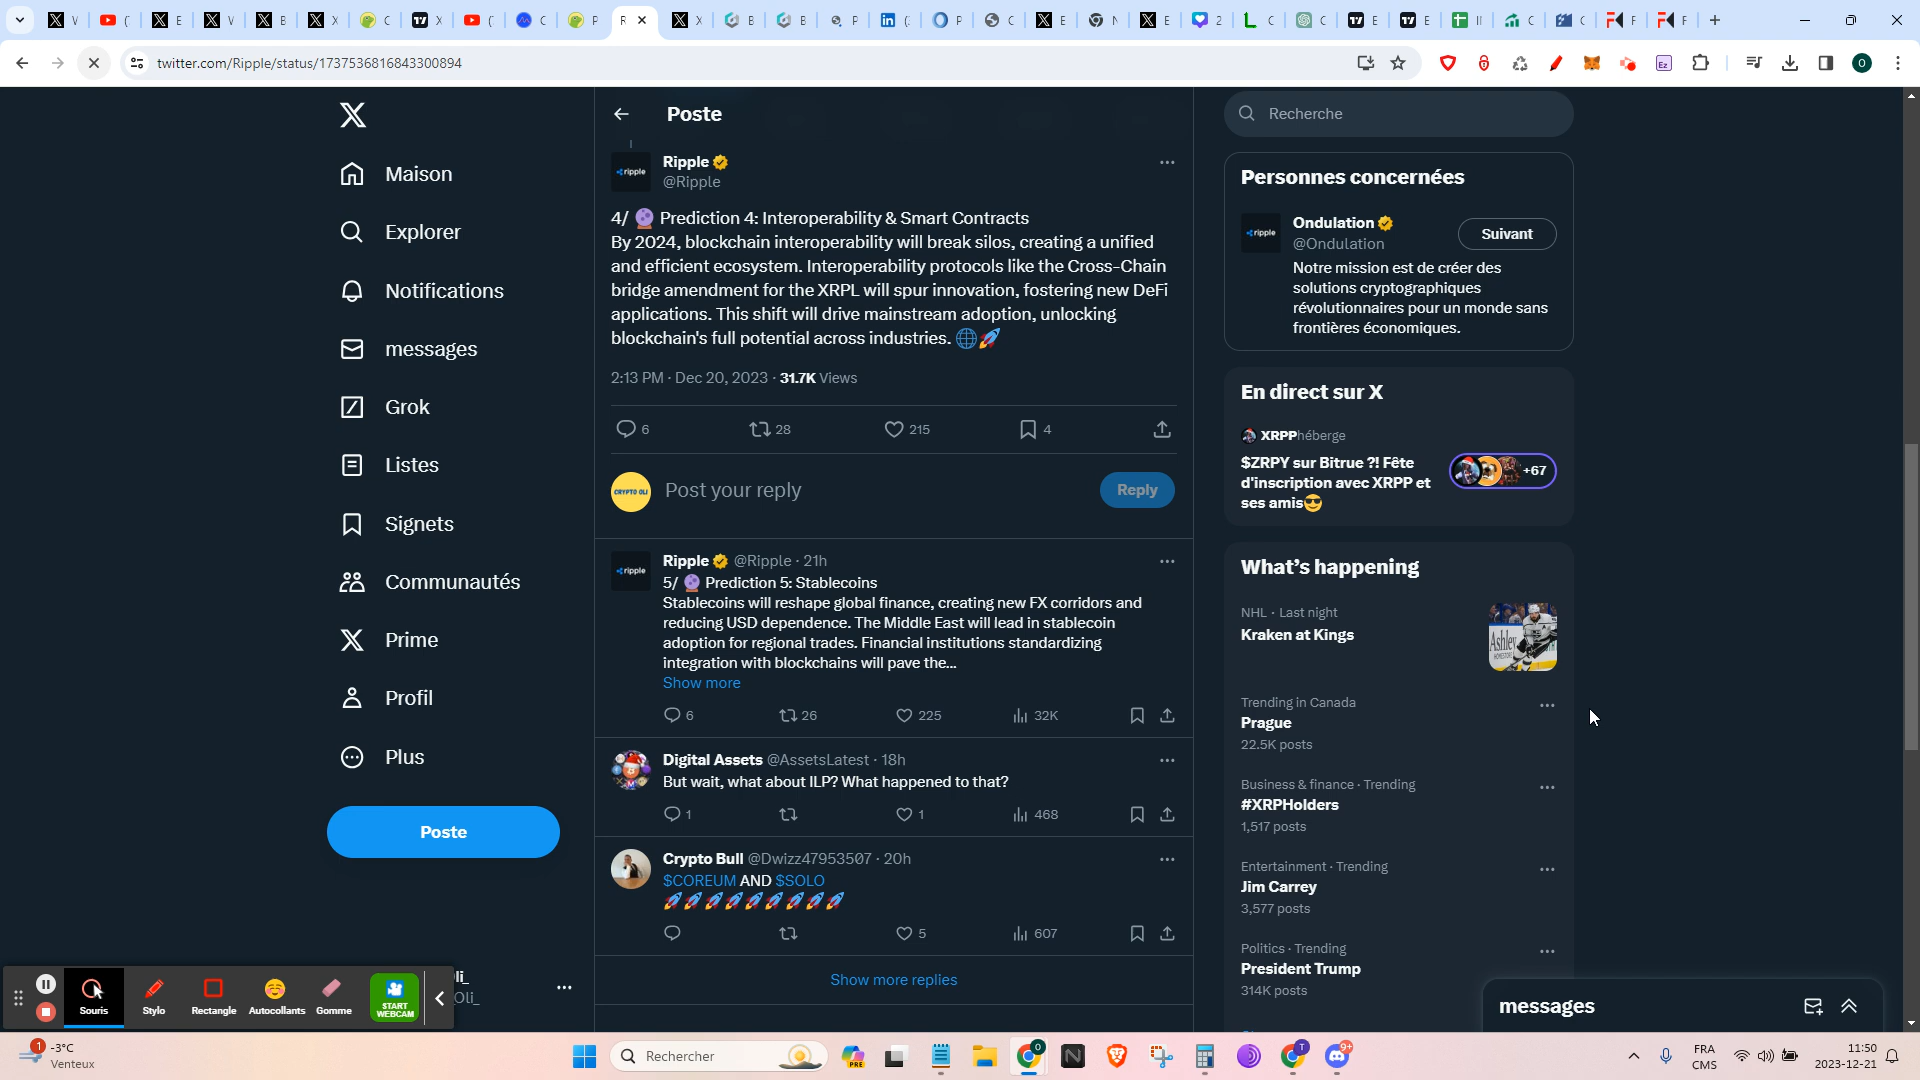 twitter.com/Ripple/status/1737536816843300894
Maison
Explorer
Notifications
messages
Grok
Listes
Signets
Communautés
Prime
Profil
Plus
Poste
Poste
Ripple
@Ripple
4/ 🔮 Prediction 4: Interoperability & Smart Contracts
By 2024, blockchain interoperability will break silos, creating a unified
and efficient ecosystem. Interoperability protocols like the Cross-Chain
bridge amendment for the XRPL will spur innovation, fostering new DeFi
applications. This shift will drive mainstream adoption, unlocking
blockchain's full potential across industries. 🌐🚀
2:13 PM · Dec 20, 2023 · 31.7K Views
6 28 215 4
CRYPTO OLI
Post your reply
Reply
Ripple @Ripple · 21h
5/ 🔮 Prediction 5: Stablecoins
Stablecoins will reshape global finance, creating new FX corridors and
reducing USD dependence. The Middle East will lead in stablecoin
adoption for regional trades. Financial institutions standardizing
integration with blockchains will pave the...
Show more
6 26 225 32K
Digital Assets @AssetsLatest · 18h
But wait, what about ILP? What happened to that?
1 1 468
Crypto Bull @Dwizz47953507 · 20h
$COREUM AND $SOLO
🚀🚀🚀🚀🚀🚀🚀🚀🚀
5 607
Show more replies
Recherche
Personnes concernées
Ondulation
@Ondulation
Suivant
Notre mission est de créer des
solutions cryptographiques
révolutionnaires pour un monde sans
frontières économiques.
En direct sur X
XRPPhéberge
$ZRPY sur Bitrue ?! Fête
d'inscription avec XRPP et
ses amis😎
+67
What's happening
NHL · Last night
Kraken at Kings
Trending in Canada
Prague
22.5K posts
Business & finance · Trending
#XRPHolders
1,517 posts
Entertainment · Trending
Jim Carrey
3,577 posts
Politics · Trending
President Trump
314K posts
messages
Souris
Stylo
Rectangle
Autocollants
Gomme
START
WEBCAM
-3°C
Venteux
Rechercher
FRA
CMS
11:50
2023-12-21